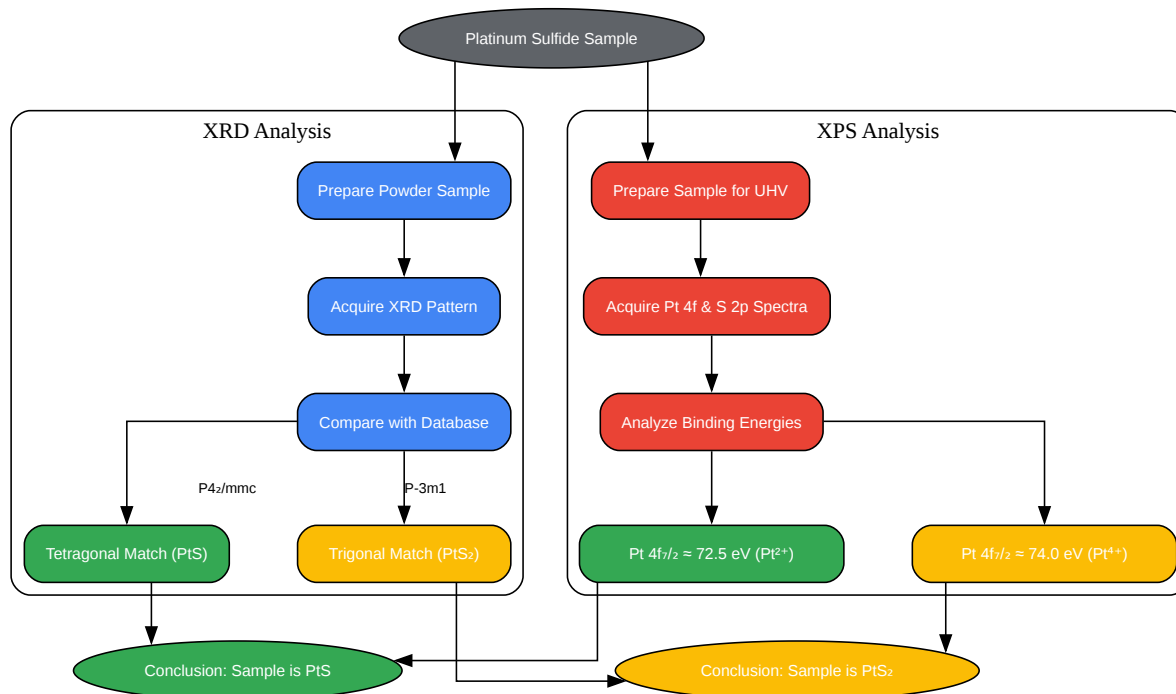 Platinum Sulfide Sample
XRD Analysis
XPS Analysis
Prepare Powder Sample
Prepare Sample for UHV
Acquire XRD Pattern
Acquire Pt 4f & S 2p Spectra
Compare with Database
Analyze Binding Energies
P4₂/mmc
P-3m1
Tetragonal Match (PtS)
Trigonal Match (PtS₂)
Pt 4f₇/₂ ≈ 72.5 eV (Pt²⁺)
Pt 4f₇/₂ ≈ 74.0 eV (Pt⁴⁺)
Conclusion: Sample is PtS
Conclusion: Sample is PtS₂